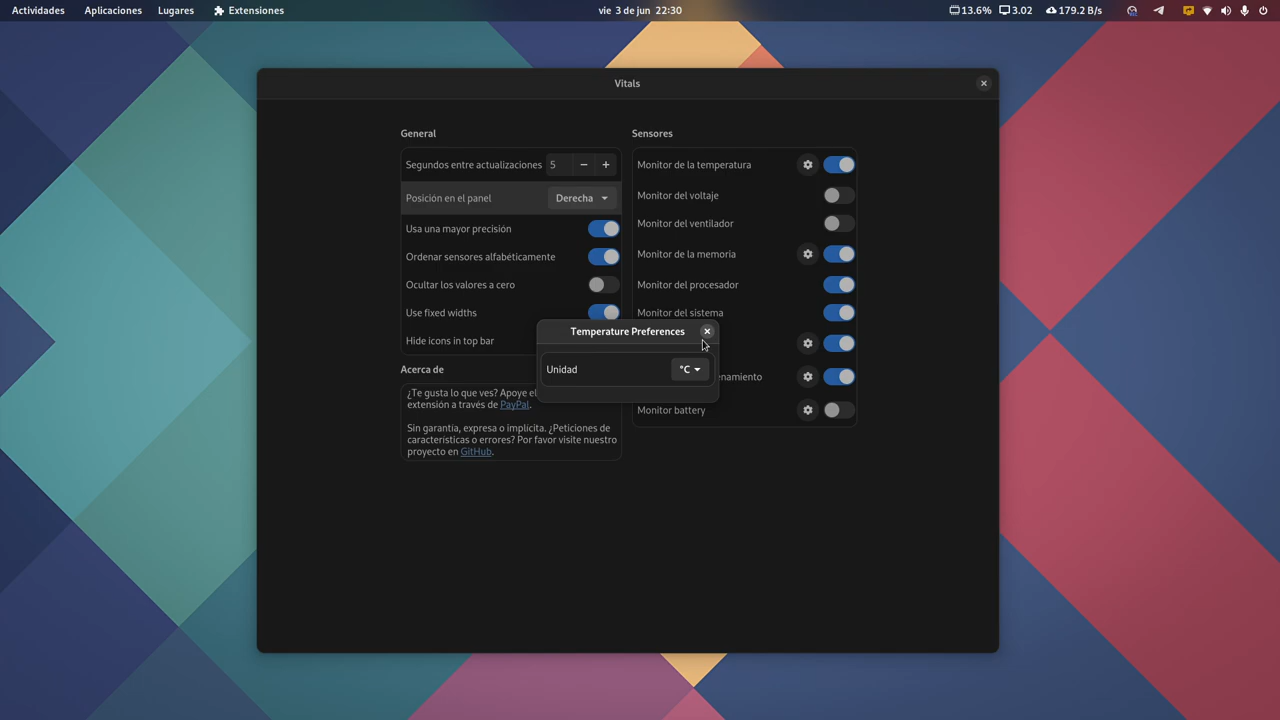 Actividades Aplicaciones Lugares Extensiones vie 3 de jun 22:30 13.6% 3.02 179.2 B/s
Vitals
General
Segundos entre actualizaciones 5
Posición en el panel Derecha
Usa una mayor precisión
Ordenar sensores alfabéticamente
Ocultar los valores a cero
Use fixed widths
Hide icons in top bar
Acerca de
¿Te gusta lo que ves? Apoye el
extensión a través de PayPal.
Sin garantía, expresa o implícita. ¿Peticiones de
características o errores? Por favor visite nuestro
proyecto en GitHub.
Sensores
Monitor de la temperatura
Monitor del voltaje
Monitor del ventilador
Monitor de la memoria
Monitor del procesador
Monitor del sistema
enamiento
Monitor battery
Temperature Preferences
Unidad °C